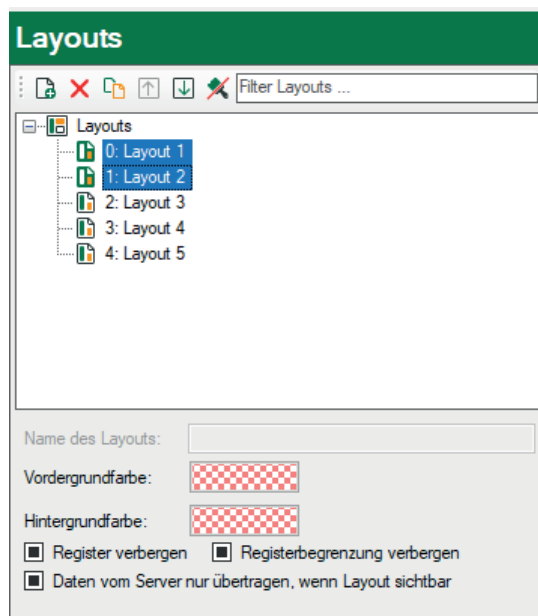 Layouts
Filter Layouts ...
Layouts
0: Layout 1
1: Layout 2
2: Layout 3
3: Layout 4
4: Layout 5
Name des Layouts:
Vordergrundfarbe:
Hintergrundfarbe:
Register verbergen Registerbegrenzung verbergen
Daten vom Server nur übertragen, wenn Layout sichtbar